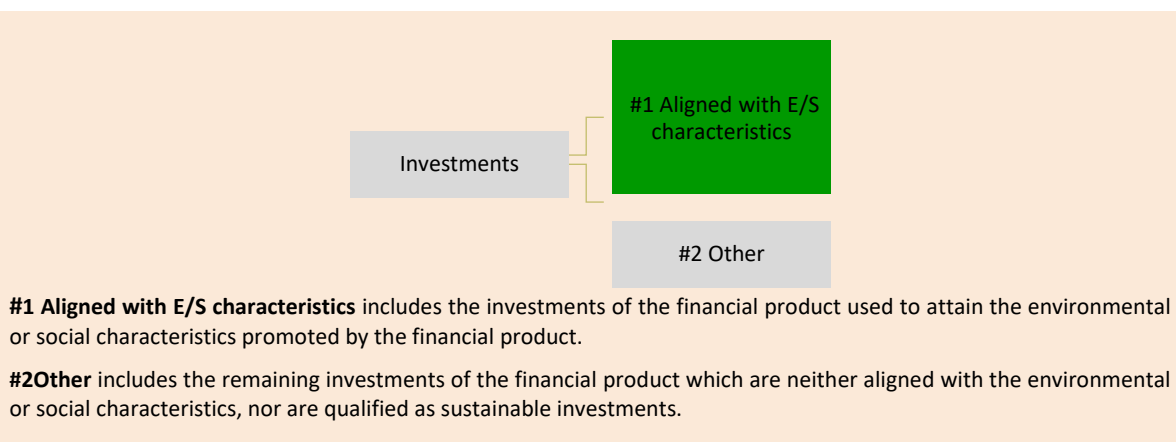 #1 Aligned with E/S
characteristics
Investments
#2 Other
#1 Aligned with E/S characteristics includes the investments of the financial product used to attain the environmental
or social characteristics promoted by the financial product.
#2Other includes the remaining investments of the financial product which are neither aligned with the environmental
or social characteristics, nor are qualified as sustainable investments.